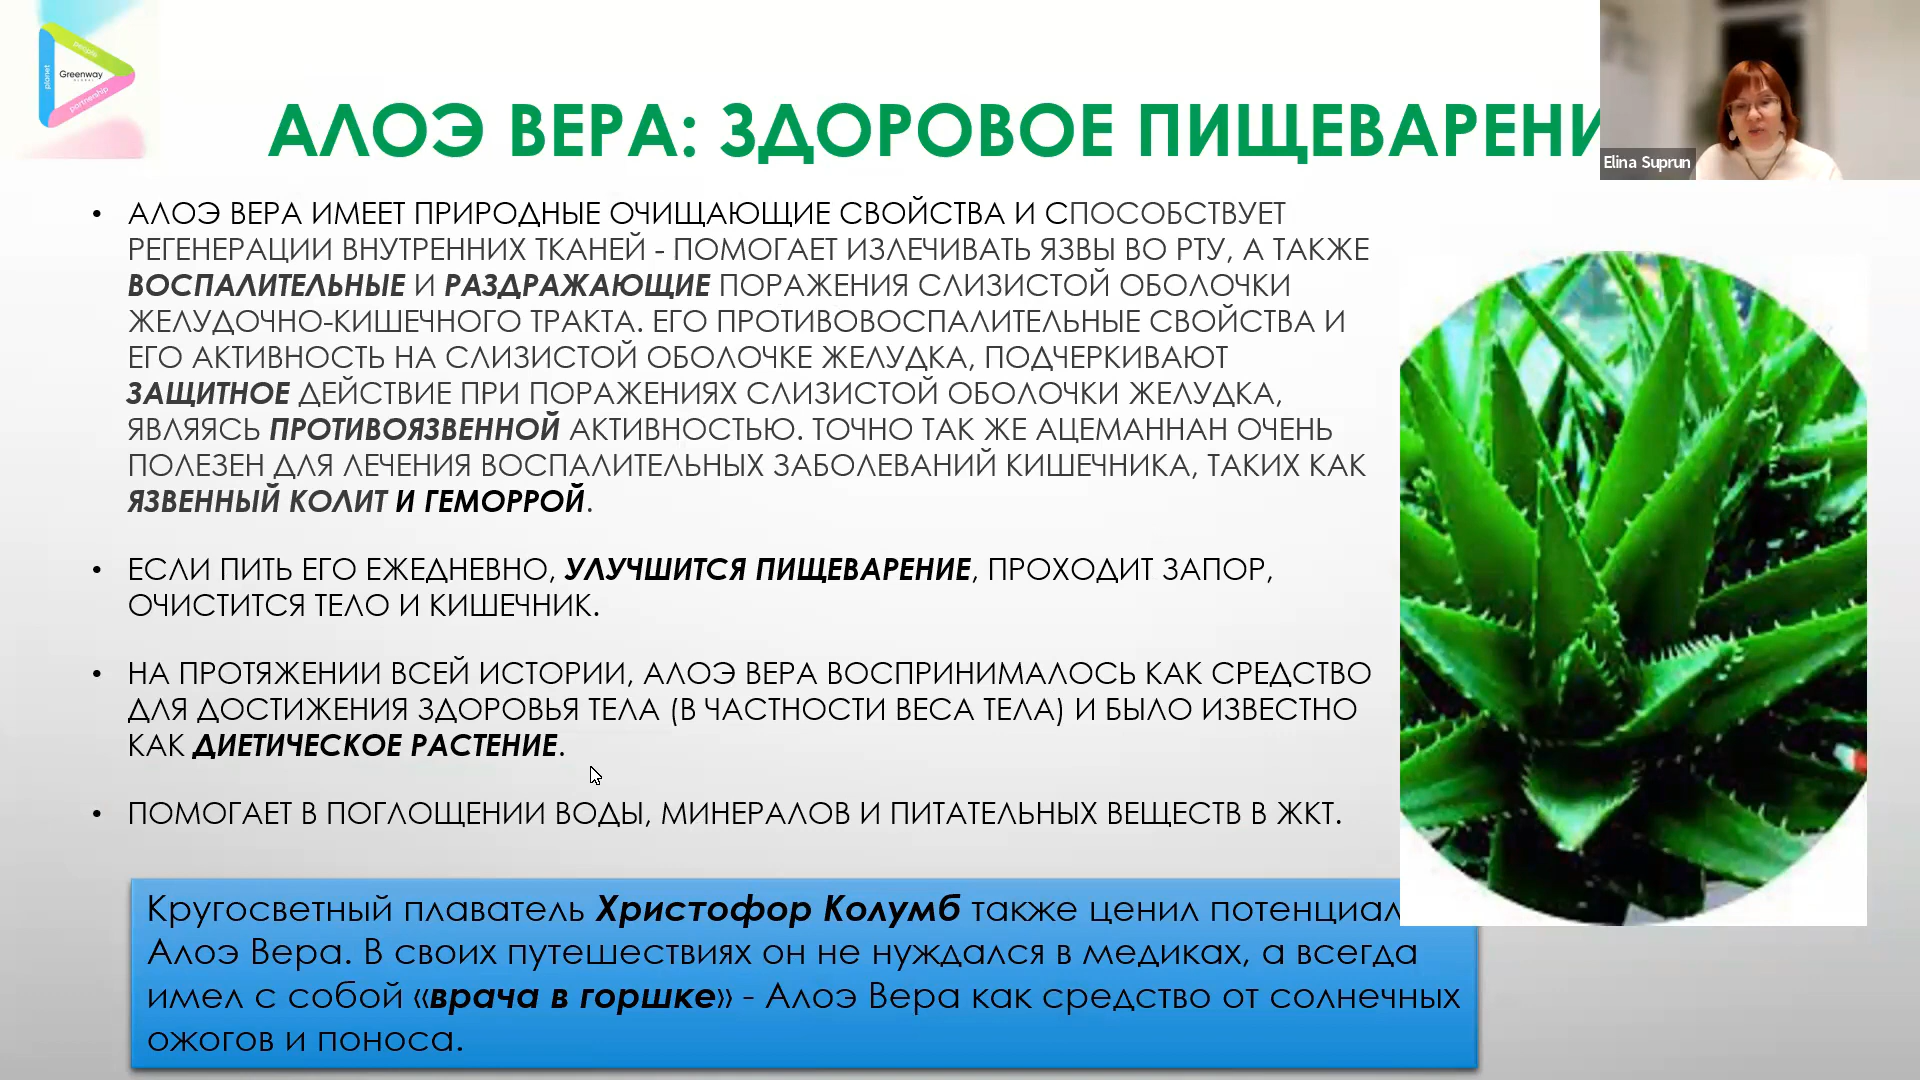 people
planet
Greenway
GLOBAL
partnership
АЛОЭ ВЕРА: ЗДОРОВОЕ ПИЩЕВАРЕНИ
Elina Suprun
• АЛОЭ ВЕРА ИМЕЕТ ПРИРОДНЫЕ ОЧИЩАЮЩИЕ СВОЙСТВА И СПОСОБСТВУЕТ
РЕГЕНЕРАЦИИ ВНУТРЕННИХ ТКАНЕЙ - ПОМОГАЕТ ИЗЛЕЧИВАТЬ ЯЗВЫ ВО РТУ, А ТАКЖЕ
ВОСПАЛИТЕЛЬНЫЕ И РАЗДРАЖАЮЩИЕ ПОРАЖЕНИЯ СЛИЗИСТОЙ ОБОЛОЧКИ
ЖЕЛУДОЧНО-КИШЕЧНОГО ТРАКТА. ЕГО ПРОТИВОВОСПАЛИТЕЛЬНЫЕ СВОЙСТВА И
ЕГО АКТИВНОСТЬ НА СЛИЗИСТОЙ ОБОЛОЧКЕ ЖЕЛУДКА, ПОДЧЕРКИВАЮТ
ЗАЩИТНОЕ ДЕЙСТВИЕ ПРИ ПОРАЖЕНИЯХ СЛИЗИСТОЙ ОБОЛОЧКИ ЖЕЛУДКА,
ЯВЛЯЯСЬ ПРОТИВОЯЗВЕННОЙ АКТИВНОСТЬЮ. ТОЧНО ТАК ЖЕ АЦЕМАННАН ОЧЕНЬ
ПОЛЕЗЕН ДЛЯ ЛЕЧЕНИЯ ВОСПАЛИТЕЛЬНЫХ ЗАБОЛЕВАНИЙ КИШЕЧНИКА, ТАКИХ КАК
ЯЗВЕННЫЙ КОЛИТ И ГЕМОРРОЙ.
• ЕСЛИ ПИТЬ ЕГО ЕЖЕДНЕВНО, УЛУЧШИТСЯ ПИЩЕВАРЕНИЕ, ПРОХОДИТ ЗАПОР,
ОЧИСТИТСЯ ТЕЛО И КИШЕЧНИК.
• НА ПРОТЯЖЕНИИ ВСЕЙ ИСТОРИИ, АЛОЭ ВЕРА ВОСПРИНИМАЛОСЬ КАК СРЕДСТВО
ДЛЯ ДОСТИЖЕНИЯ ЗДОРОВЬЯ ТЕЛА (В ЧАСТНОСТИ ВЕСА ТЕЛА) И БЫЛО ИЗВЕСТНО
КАК ДИЕТИЧЕСКОЕ РАСТЕНИЕ.
• ПОМОГАЕТ В ПОГЛОЩЕНИИ ВОДЫ, МИНЕРАЛОВ И ПИТАТЕЛЬНЫХ ВЕЩЕСТВ В ЖКТ.
Кругосветный плаватель Христофор Колумб также ценил потенциал
Алоэ Вера. В своих путешествиях он не нуждался в медиках, а всегда
имел с собой «врача в горшке» - Алоэ Вера как средство от солнечных
ожогов и поноса.